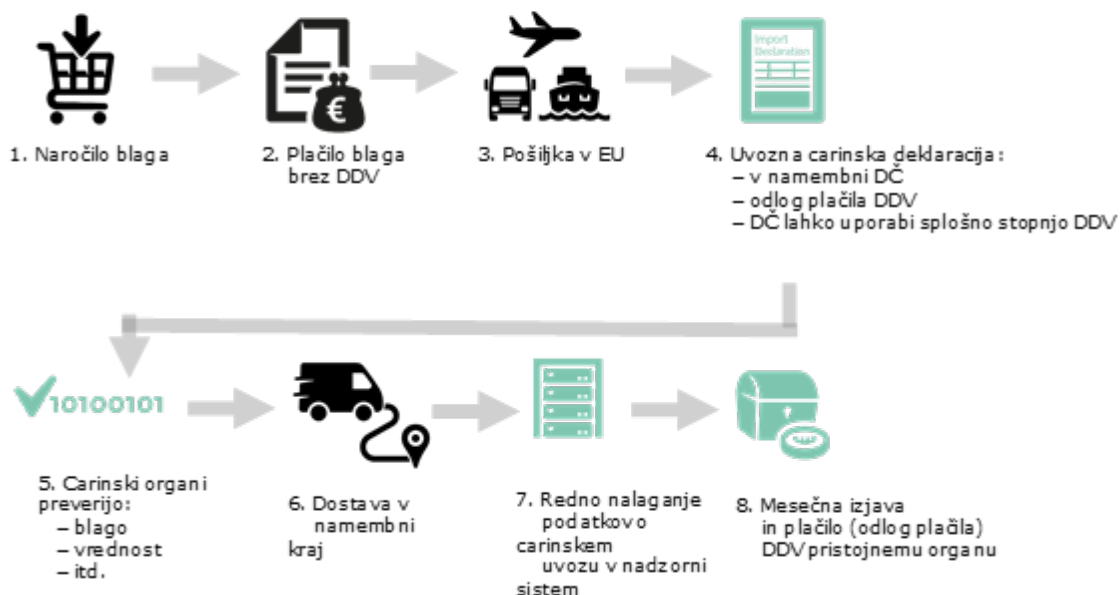 Import
Declaration
€
1. Naročilo blaga
2. Plačilo blaga
brez DDV
3. Pošiljka v EU
4. Uvozna carinska deklaracija:
– v namembni DČ
– odlog plačila DDV
– DČ lahko uporabi splošno stopnjo DDV
10100101
5. Carinski organi
preverijo:
– blago
– vrednost
– itd.
6. Dostava v
namembni
kraj
7. Redno nalaganje
podatkov o
carinskem
uvozu v nadzorni
sistem
8. Mesečna izjava
in plačilo (odlog plačila)
DDV pristojnemu organu